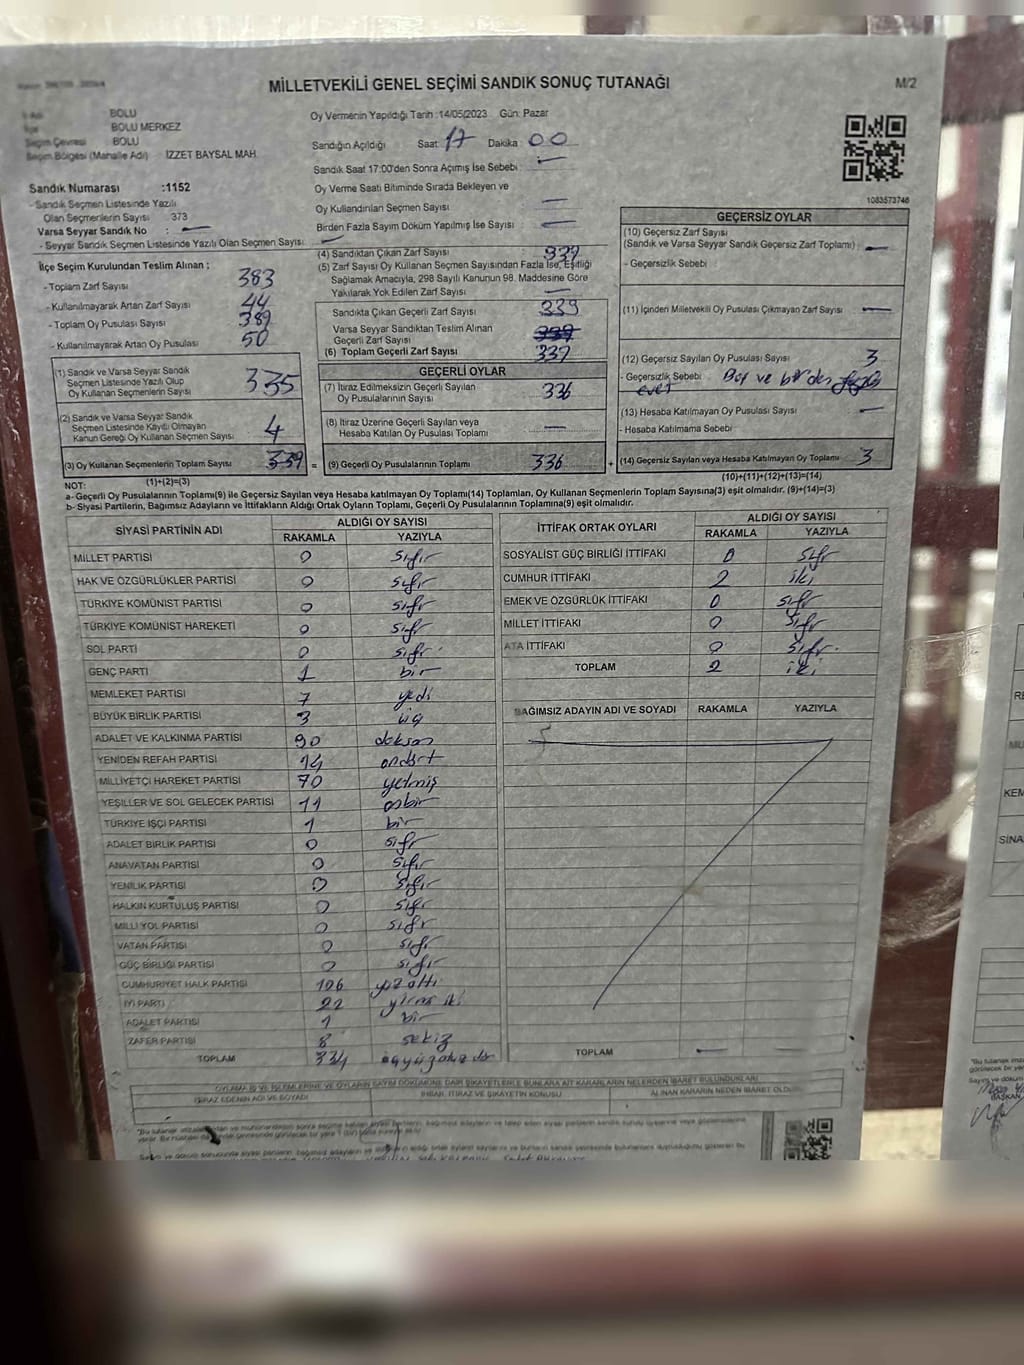 MİLLETVEKİLİ GENEL SEÇİMİ SANDIK SONUÇ TUTANAĞI
M/2
BOLU
BOLU MERKEZ
Seçim Çevresi BOLU
Seçim Bölgesi (Mahalle Adı) : İZZET BAYSAL MAH.
Oy Vermenin Yapıldığı Tarih :14/05/2023 Gün: Pazar
Sandığın Açıldığı Saat 17 Dakika 00
Sandık Saat 17:00'den Sonra Açımış İse Sebebi : —
Oy Verme Saati Bitiminde Sırada Bekleyen ve
Oy Kullandırılan Seçmen Sayısı —
Birden Fazla Sayım Döküm Yapılmış İse Sayısı : —
1083573746
Sandık Numarası :1152
- Sandık Seçmen Listesinde Yazılı
Olan Seçmenlerin Sayısı 373
Varsa Seyyar Sandık No : —
- Seyyar Sandık Seçmen Listesinde Yazılı Olan Seçmen Sayısı: —
İlçe Seçim Kurulundan Teslim Alınan ;
- Toplam Zarf Sayısı 383
- Kullanılmayarak Artan Zarf Sayısı 44
- Toplam Oy Pusulası Sayısı 389
- Kullanılmayarak Artan Oy Pusulası 50
(1) Sandık ve Varsa Seyyar Sandık
Seçmen Listesinde Yazılı Olup
Oy Kullanan Seçmenlerin Sayısı 335
(2) Sandık ve Varsa Seyyar Sandık
Seçmen Listesinde Kayıtlı Olmayan
Kanun Gereği Oy Kullanan Seçmen Sayısı 4
(3) Oy Kullanan Seçmenlerin Toplam Sayısı 339
(1)+(2)=(3)
(4) Sandıktan Çıkan Zarf Sayısı 339
(5) Zarf Sayısı Oy Kullanan Seçmen Sayısından Fazla İse, Eşitliği
Sağlamak Amacıyla, 298 Sayılı Kanunun 98. Maddesine Göre
Yakılarak Yok Edilen Zarf Sayısı —
Sandıkta Çıkan Geçerli Zarf Sayısı 339
Varsa Seyyar Sandıktan Teslim Alınan
Geçerli Zarf Sayısı
(6) Toplam Geçerli Zarf Sayısı 339
GEÇERLİ OYLAR
(7) İtiraz Edilmeksizin Geçerli Sayılan
Oy Pusulalarının Sayısı 336
(8) İtiraz Üzerine Geçerli Sayılan veya
Hesaba Katılan Oy Pusulası Toplamı —
= (9) Geçerli Oy Pusulalarının Toplamı 336
GEÇERSİZ OYLAR
(10) Geçersiz Zarf Sayısı
(Sandık ve Varsa Seyyar Sandık Geçersiz Zarf Toplamı) : —
- Geçersizlik Sebebi :
(11) İçinden Milletvekili Oy Pusulası Çıkmayan Zarf Sayısı : —
(12) Geçersiz Sayılan Oy Pusulası Sayısı : 3
- Geçersizlik Sebebi : Boş ve birden fazla
evet
(13) Hesaba Katılmayan Oy Pusulası Sayısı : —
- Hesaba Katılmama Sebebi :
+ (14) Geçersiz Sayılan veya Hesaba Katılmayan Oy Toplamı 3
(10)+(11)+(12)+(13)=(14)
NOT:
a- Geçerli Oy Pusulalarının Toplamı(9) ile Geçersiz Sayılan veya Hesaba katılmayan Oy Toplamı(14) Toplamları, Oy Kullanan Seçmenlerin Toplam Sayısına(3) eşit olmalıdır. (9)+(14)=(3)
b- Siyasi Partilerin, Bağımsız Adayların ve İttifakların Aldığı Ortak Oyların Toplamı, Geçerli Oy Pusulalarının Toplamına(9) eşit olmalıdır.
SİYASİ PARTİNİN ADI
ALDIĞI OY SAYISI
RAKAMLA YAZIYLA
MİLLET PARTİSİ 0 sıfır
HAK VE ÖZGÜRLÜKLER PARTİSİ 0 sıfır
TÜRKİYE KOMÜNİST PARTİSİ 0 sıfır
TÜRKİYE KOMÜNİST HAREKETİ 0 sıfır
SOL PARTİ 0 sıfır
GENÇ PARTİ 1 bir
MEMLEKET PARTİSİ 7 yedi
BÜYÜK BİRLİK PARTİSİ 3 üç
ADALET VE KALKINMA PARTİSİ 90 doksan
YENİDEN REFAH PARTİSİ 14 ondört
MİLLİYETÇİ HAREKET PARTİSİ 70 yetmiş
YEŞİLLER VE SOL GELECEK PARTİSİ 11 onbir
TÜRKİYE İŞÇİ PARTİSİ 1 bir
ADALET BİRLİK PARTİSİ 0 sıfır
ANAVATAN PARTİSİ 0 sıfır
YENİLİK PARTİSİ 0 sıfır
HALKIN KURTULUŞ PARTİSİ 0 sıfır
MİLLİ YOL PARTİSİ 0 sıfır
VATAN PARTİSİ 0 sıfır
GÜÇ BİRLİĞİ PARTİSİ 0 sıfır
CUMHURİYET HALK PARTİSİ 106 yüz altı
İYİ PARTİ 22 yirmi iki
ADALET PARTİSİ 1 bir
ZAFER PARTİSİ 8 sekiz
TOPLAM 334
İTTİFAK ORTAK OYLARI
ALDIĞI OY SAYISI
RAKAMLA YAZIYLA
SOSYALİST GÜÇ BİRLİĞİ İTTİFAKI 0 sıfır
CUMHUR İTTİFAKI 2 iki
EMEK VE ÖZGÜRLÜK İTTİFAKI 0 sıfır
MİLLET İTTİFAKI 0 sıfır
ATA İTTİFAKI 0 sıfır
TOPLAM 2 iki
BAĞIMSIZ ADAYIN ADI VE SOYADI RAKAMLA YAZIYLA
TOPLAM — —
İTİRAZ EDENİN ADI VE SOYADI
İHBAR, İTİRAZ VE ŞİKAYETİN KONUSU
ALINAN KARARIN NEDEN İBARET OLDUĞU